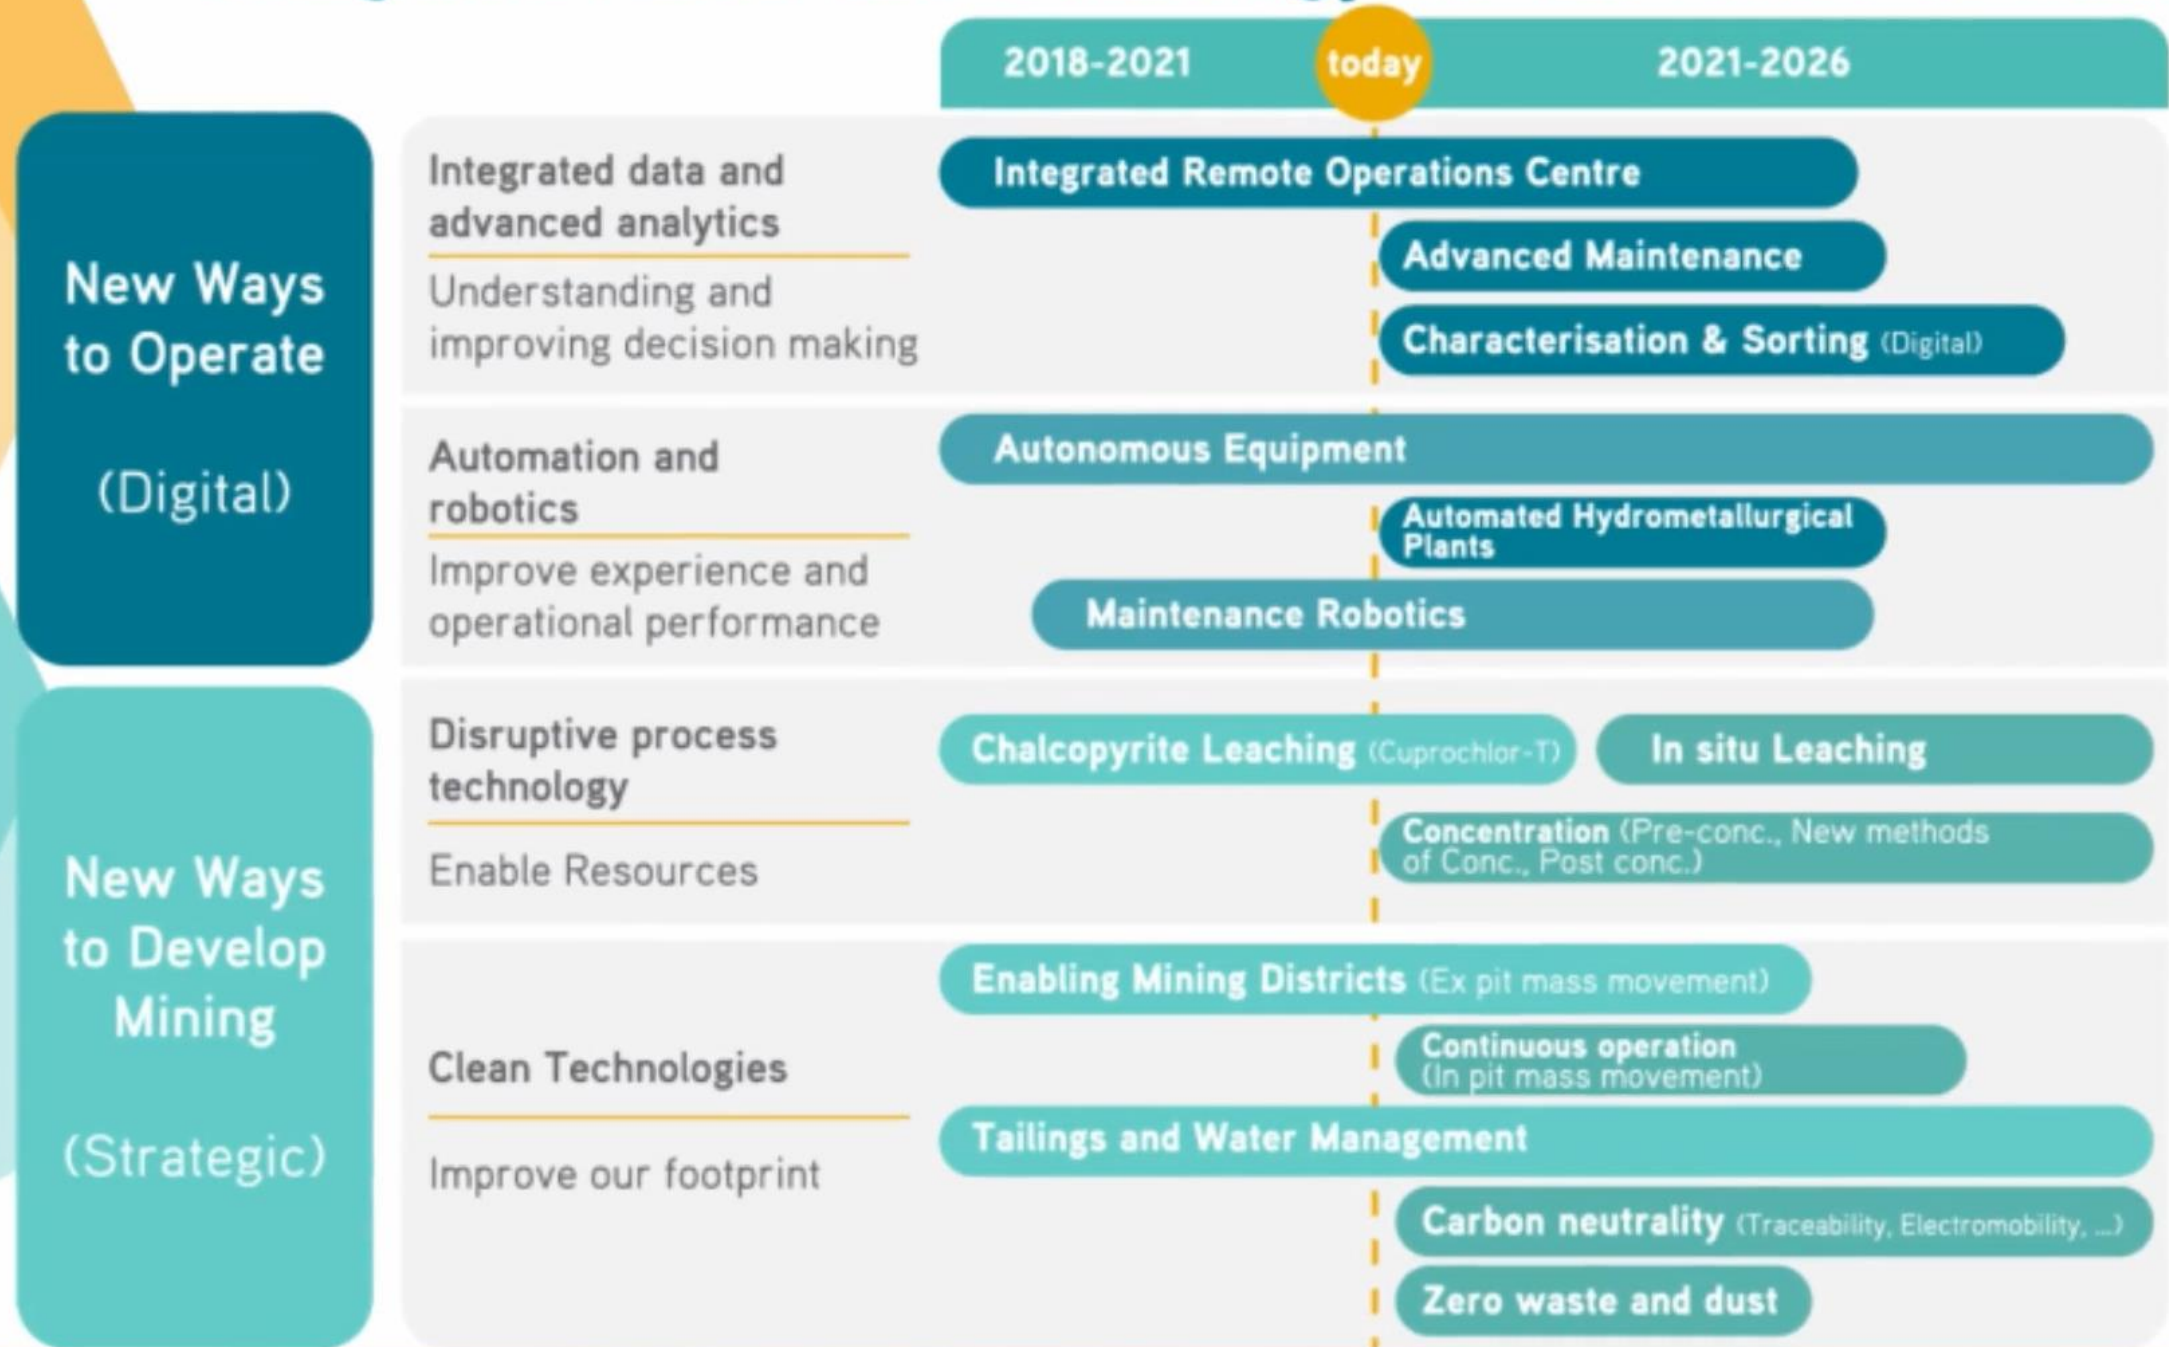 2018-2021
today
2021-2026
New Ways
to Operate
(Digital)
Integrated data and
advanced analytics
Understanding and
improving decision making
Integrated Remote Operations Centre
Advanced Maintenance
Characterisation & Sorting (Digital)
Automation and
robotics
Improve experience and
operational performance
Autonomous Equipment
Automated Hydrometallurgical
Plants
Maintenance Robotics
New Ways
to Develop
Mining
(Strategic)
Disruptive process
technology
Enable Resources
Chalcopyrite Leaching (Cuprochlor-T)
In situ Leaching
Concentration (Pre-conc., New methods
of Conc., Post conc.)
Clean Technologies
Improve our footprint
Enabling Mining Districts (Ex pit mass movement)
Continuous operation
(In pit mass movement)
Tailings and Water Management
Carbon neutrality (Traceability, Electromobility, ...)
Zero waste and dust